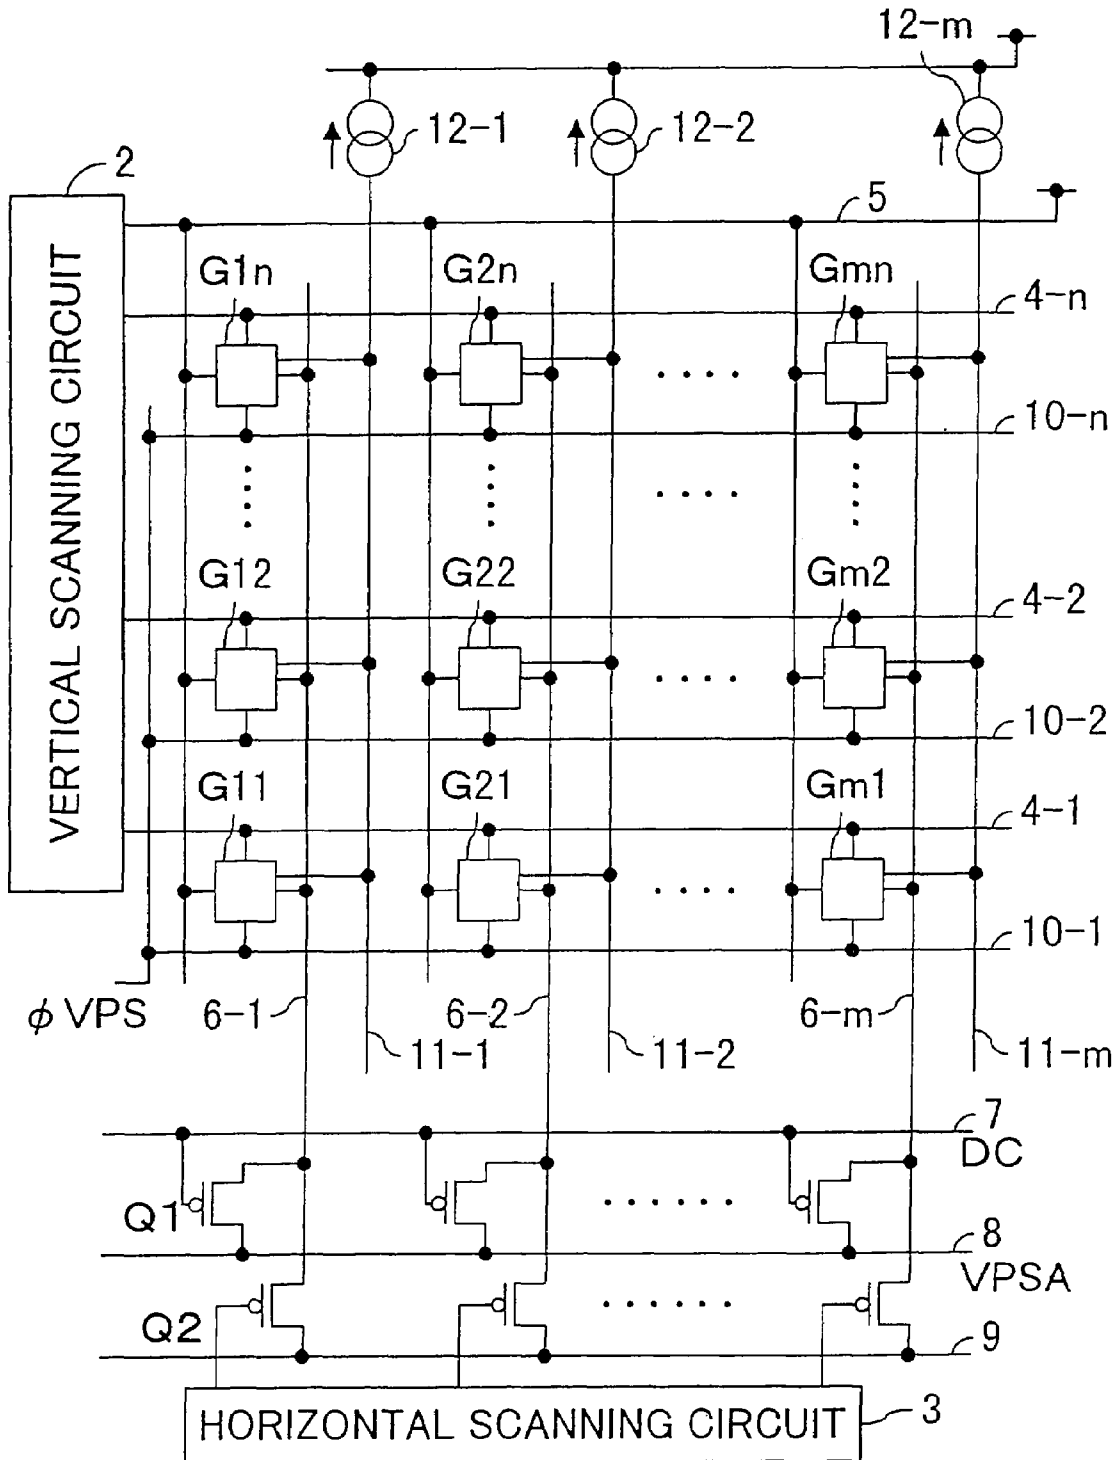 12-m
12-1
12-2
2
5
VERTICAL SCANNING CIRCUIT
G1n
G2n
Gmn
4-n
10-n
G12
G22
Gm2
4-2
10-2
G11
G21
Gm1
4-1
10-1
ϕ VPS
6-1
6-2
6-m
11-1
11-2
11-m
7
DC
Q1
8
VPSA
Q2
9
HORIZONTAL SCANNING CIRCUIT
3